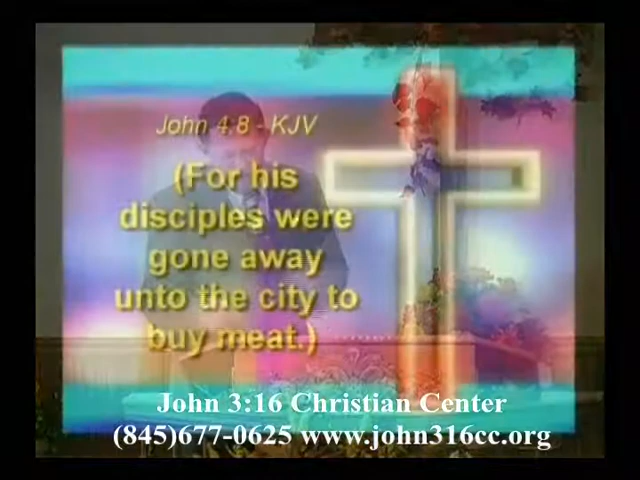 John 4:8 - KJV
(For his
disciples were
gone away
unto the city to
buy meat.)
John 3:16 Christian Center
(845)677-0625 www.john316cc.org